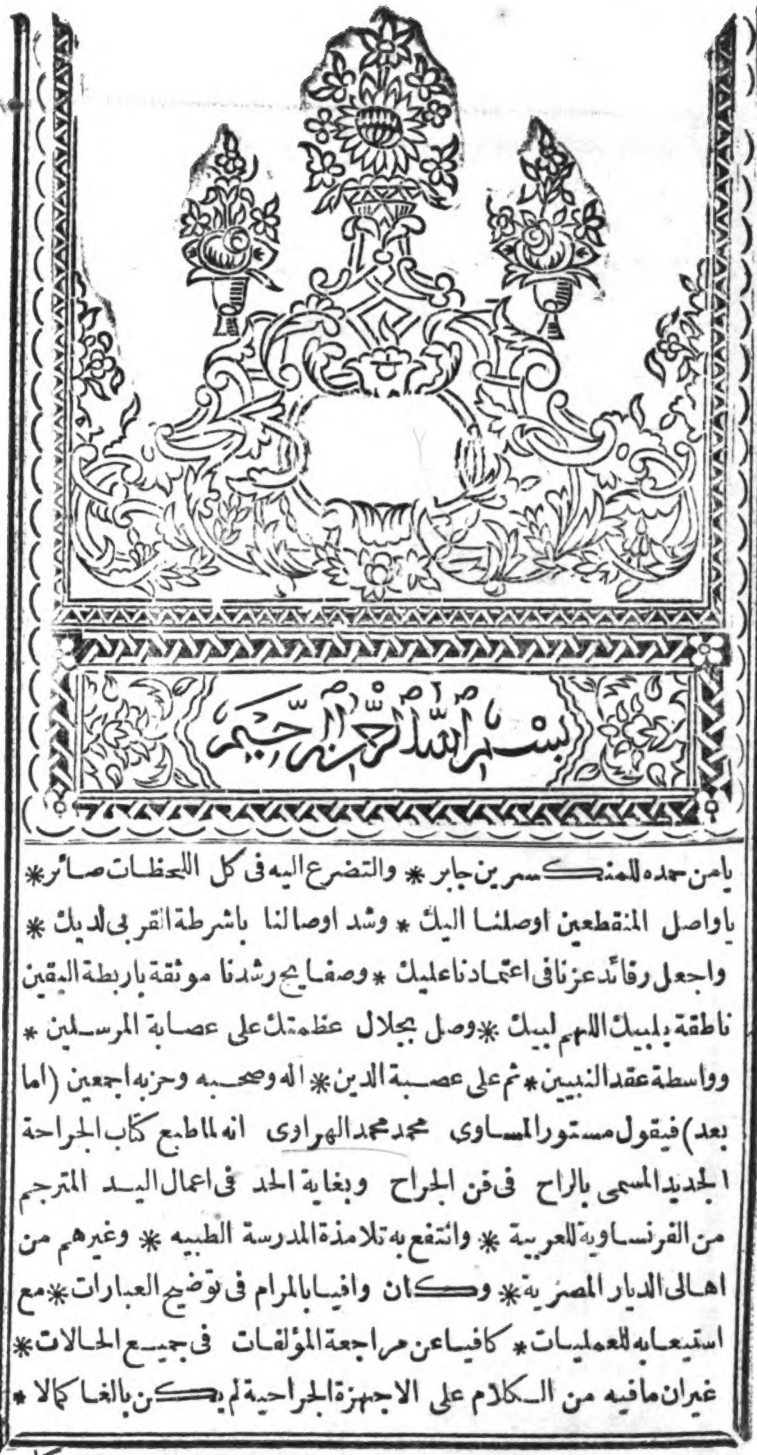 بسم الله الرحمن الرحيم
يامن حمده للمنكسرين جابر * والتضرع اليه فى كل اللحظات صائر *
ياواصل المنقطعين اوصلنا اليك * وشد اوصالنا باشرطة القربى لديك *
واجعل رفائد عزنا فى اعتمادنا عليك * وصفايح رشدنا موثقة باربطة اليقين
ناطقة بلبيك اللهم لبيك * وصل بجلال عظمتك على عصابة المرسلين *
وواسطة عقد النبيين * ثم على عصبة الدين * اله وصحبه وحزبه اجمعين (اما
بعد) فيقول مستور المساوى محمد محمد الهراوى انه لما طبع كتاب الجراحة
الجديد المسمى بالراح فى فن الجراح وبغاية الحد فى اعمال اليد المترجم
من الفرنساوية للعربية * وانتفع به تلامذة المدرسة الطبيه * وغيرهم من
اهالى الديار المصرية * وكان وافيا بالمرام فى توضيح العبارات * مع
استيعابه للعمليات * كافيا عن مراجعة المؤلفات فى جميع الحالات *
غير ان مافيه من الكلام على الاجهزة الجراحية لم يكن بالغا كمالا *